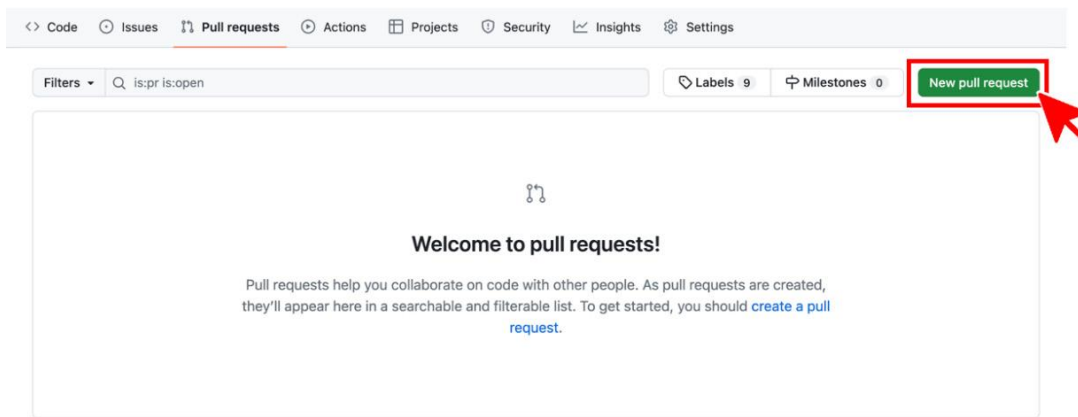 Code Issues Pull requests Actions Projects Security Insights Settings
Filters is:pr is:open Labels 9 Milestones 0 New pull request
Welcome to pull requests!
Pull requests help you collaborate on code with other people. As pull requests are created,
they’ll appear here in a searchable and filterable list. To get started, you should create a pull
request.